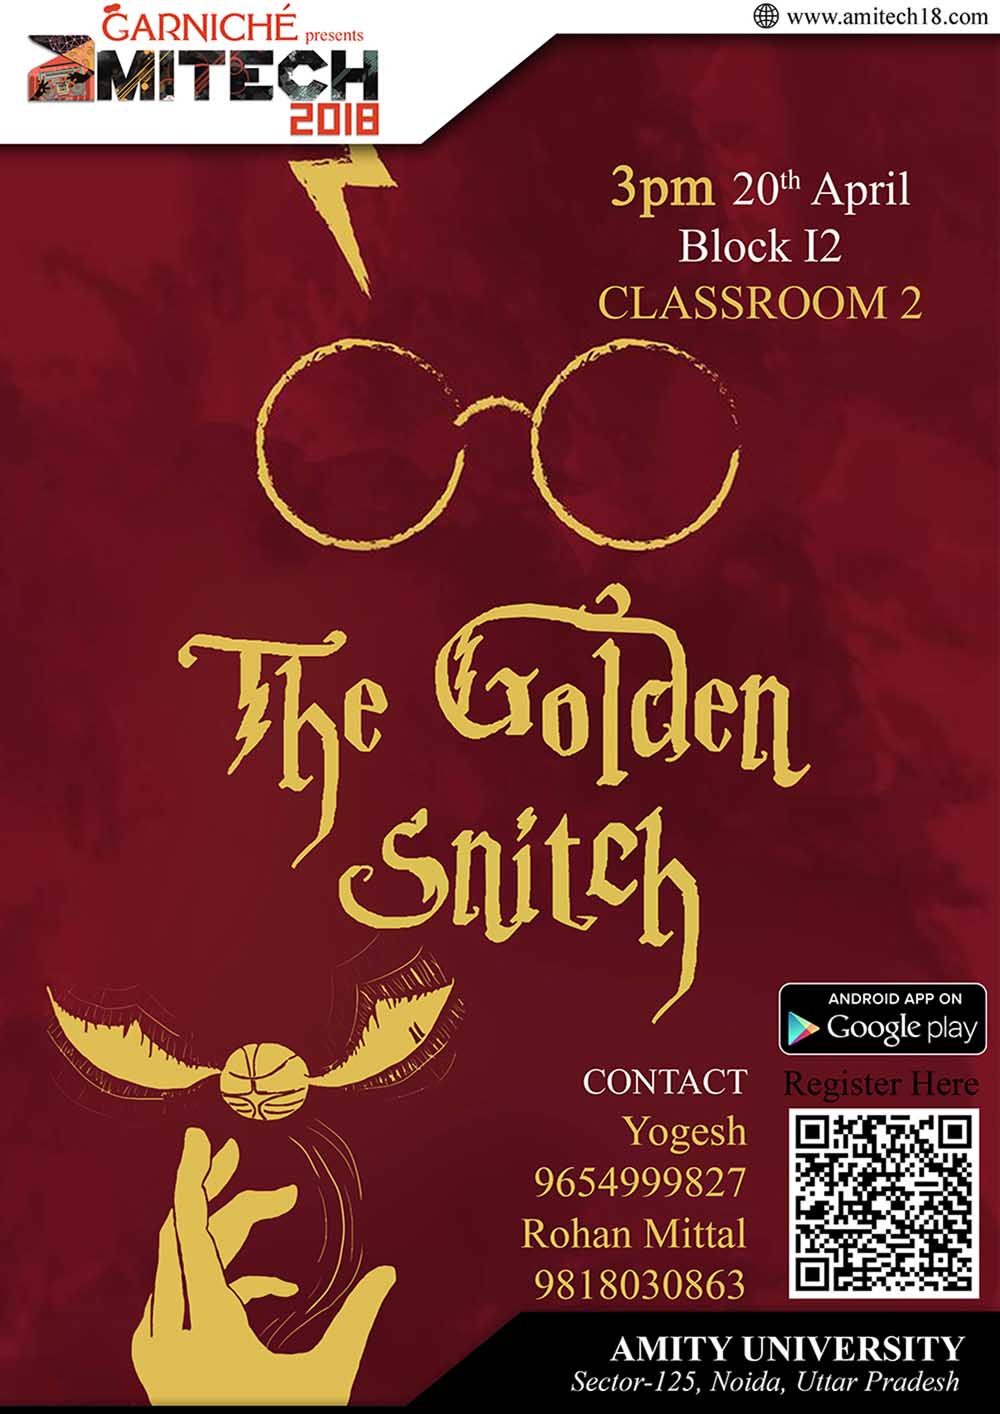 www.amitech18.com
GARNICHÉ presents
AMITECH
2018
3pm 20th April
Block I2
CLASSROOM 2
The Golden
Snitch
ANDROID APP ON
Google play
Register Here
CONTACT
Yogesh
9654999827
Rohan Mittal
9818030863
AMITY UNIVERSITY
Sector-125, Noida, Uttar Pradesh